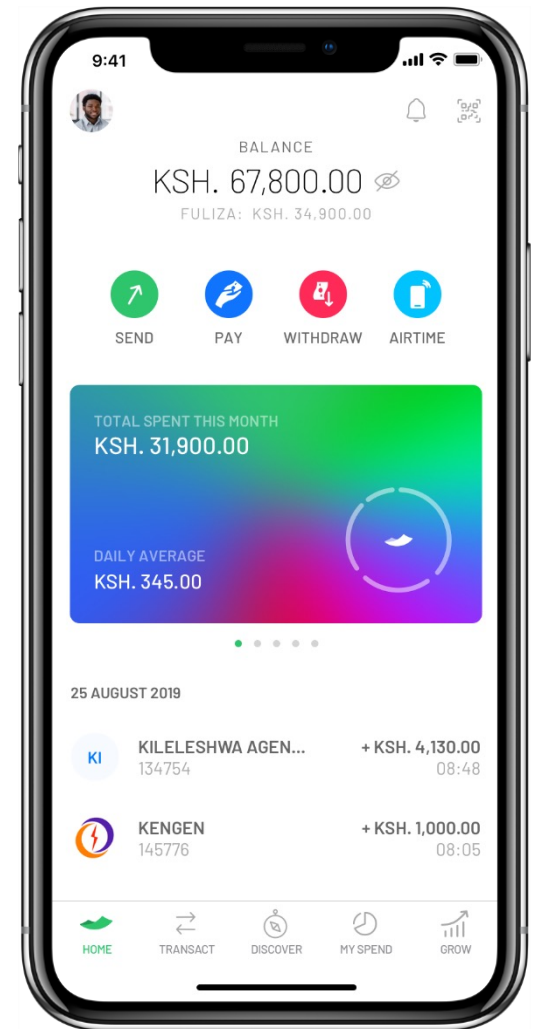 9:41
BALANCE
KSH. 67,800.00
FULIZA: KSH. 34,900.00
SEND PAY WITHDRAW AIRTIME
TOTAL SPENT THIS MONTH
KSH. 31,900.00
DAILY AVERAGE
KSH. 345.00
25 AUGUST 2019
KI
KILELESHWA AGEN... + KSH. 4,130.00
134754 08:48
KENGEN + KSH. 1,000.00
145776 08:05
HOME TRANSACT DISCOVER MY SPEND GROW